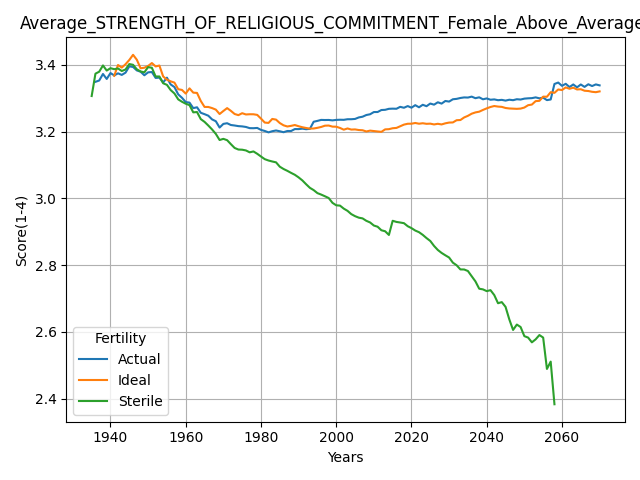 Average_STRENGTH_OF_RELIGIOUS_COMMITMENT_Female_Above_Average
Score(1-4)
3.4
3.2
3.0
2.8
2.6
2.4
Fertility
Actual
Ideal
Sterile
1940 1960 1980 2000 2020 2040 2060
Years